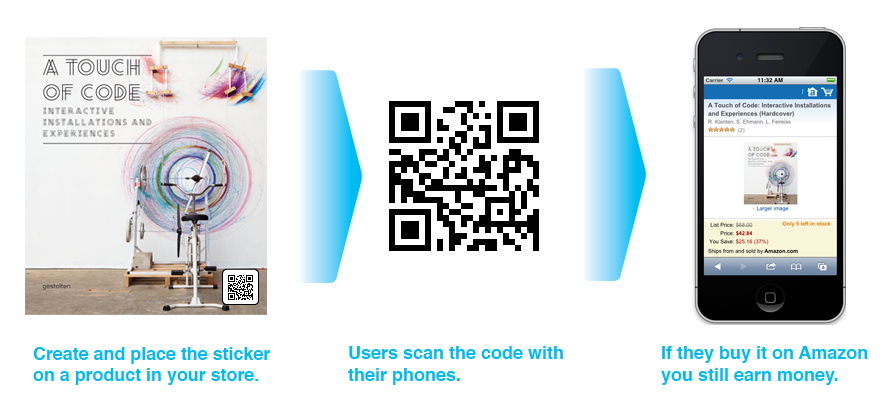 A TOUCH
OF CODE
INTERACTIVE
INSTALLATIONS AND
EXPERIENCES
gestalten
Create and place the sticker
on a product in your store.
Users scan the code with
their phones.
Carrier 11:32 AM
A Touch of Code: Interactive Installations
and Experiences (Hardcover)
R. Klanten, S. Ehmann, L. Feireiss
(2)
A TOUCH
OF CODE
Larger image
List Price: $68.00 Only 5 left in stock
Price: $42.84
You Save: $25.16 (37%)
Ships from and sold by Amazon.com
If they buy it on Amazon
you still earn money.